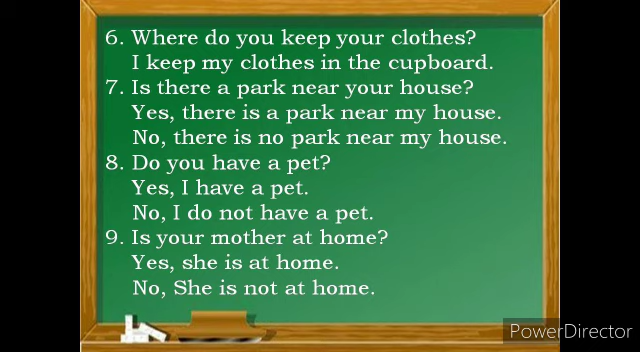 6. Where do you keep your clothes?
I keep my clothes in the cupboard.
7. Is there a park near your house?
Yes, there is a park near my house.
No, there is no park near my house.
8. Do you have a pet?
Yes, I have a pet.
No, I do not have a pet.
9. Is your mother at home?
Yes, she is at home.
No, She is not at home.
PowerDirector